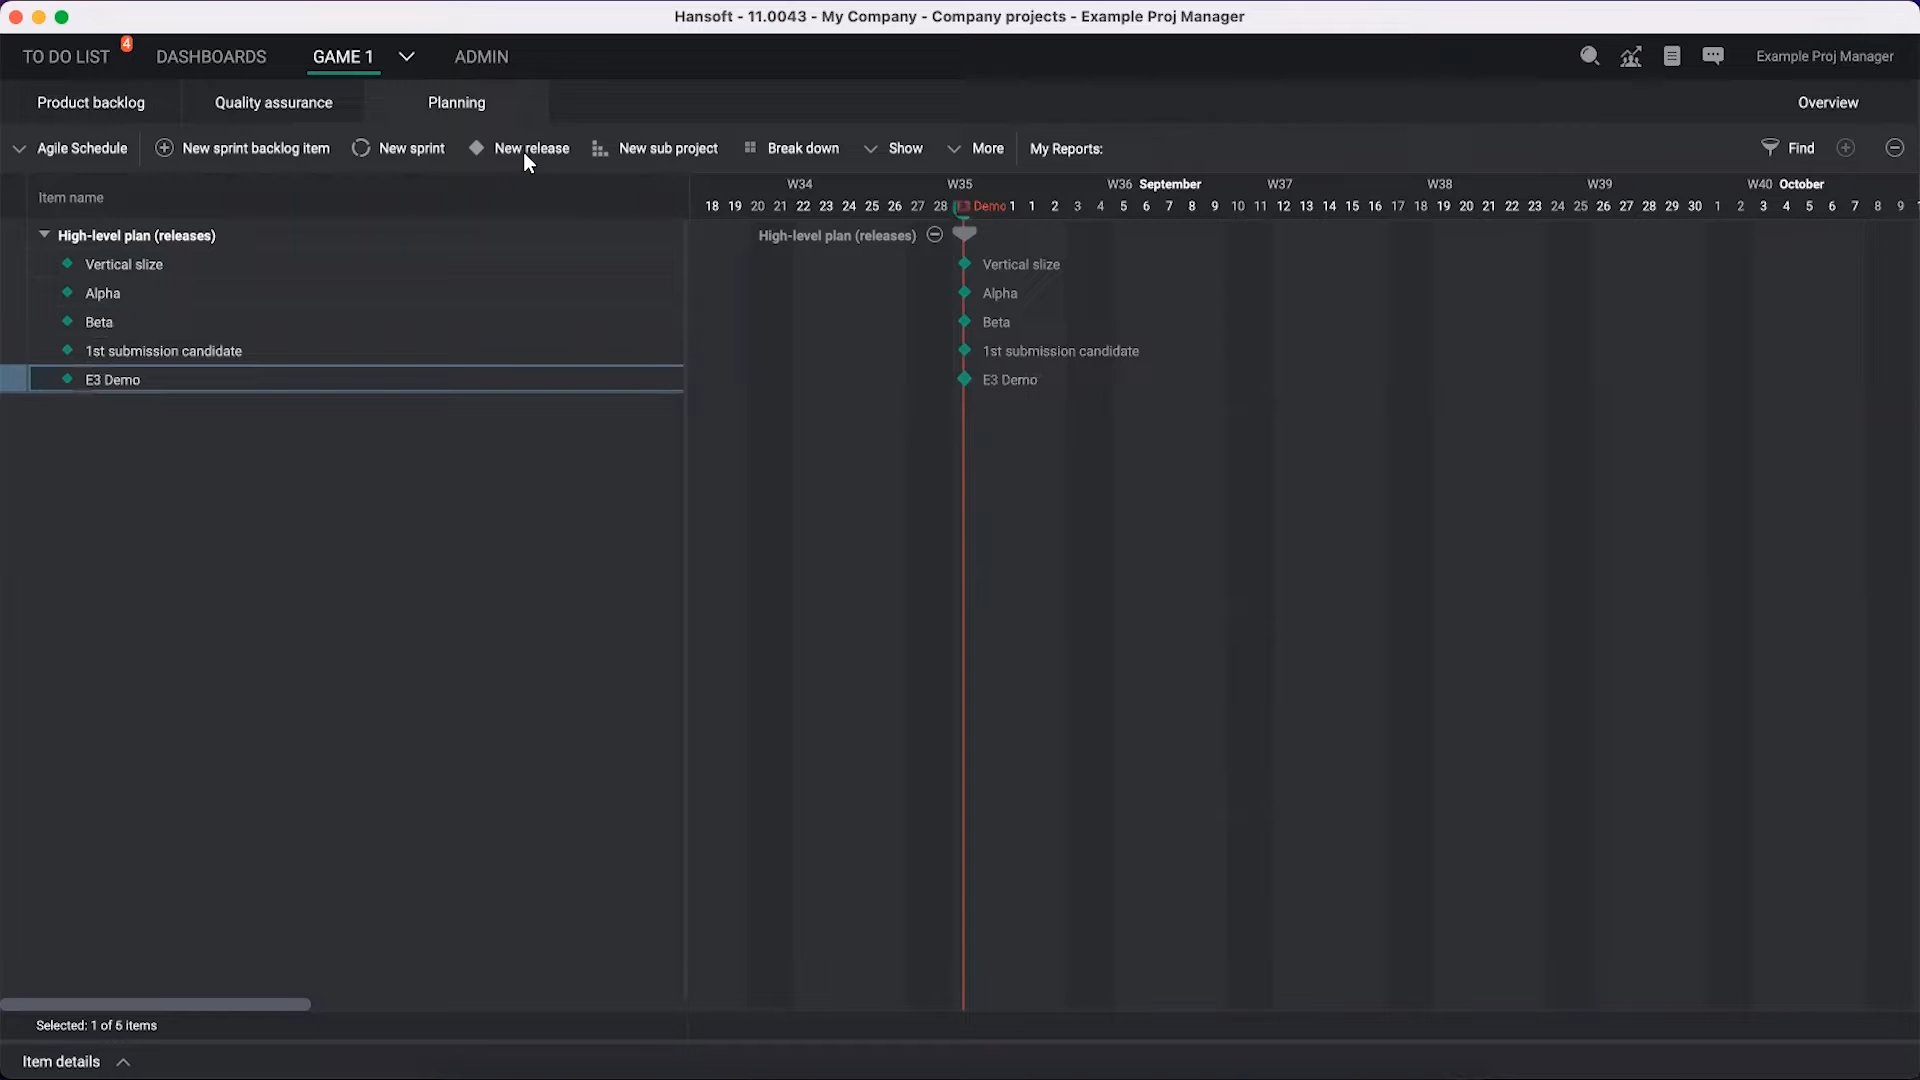 Hansoft - 11.0043 - My Company - Company projects - Example Proj Manager
TO DO LIST 4 DASHBOARDS GAME 1 ADMIN Example Proj Manager
Product backlog Quality assurance Planning Overview
Agile Schedule New sprint backlog item New sprint New release New sub project Break down Show More My Reports: Find
Item name
W34 W35 W36 September W37 W38 W39 W40 October
18 19 20 21 22 23 24 25 26 27 28 E3 Demo 1 1 2 3 4 5 6 7 8 9 10 11 12 13 14 15 16 17 18 19 20 21 22 23 24 25 26 27 28 29 30 1 2 3 4 5 6 7 8 9
High-level plan (releases) High-level plan (releases)
Vertical slize Vertical slize
Alpha Alpha
Beta Beta
1st submission candidate 1st submission candidate
E3 Demo E3 Demo
Selected: 1 of 6 items
Item details